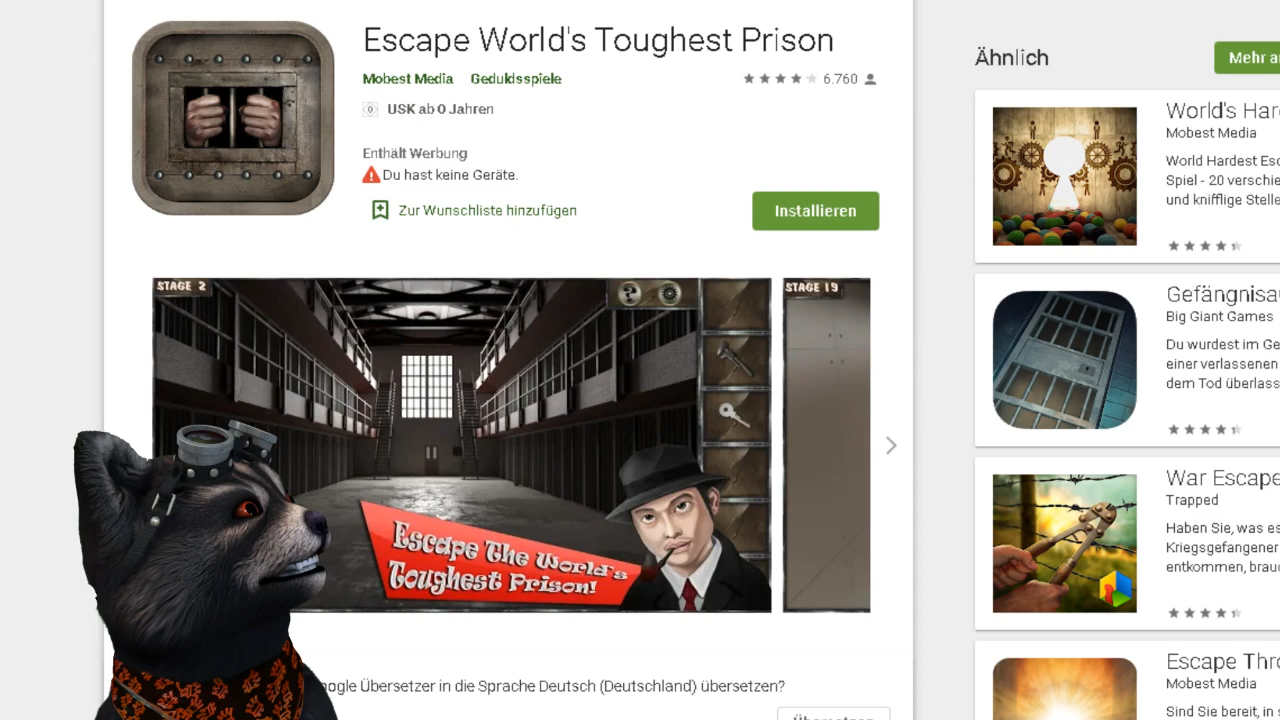 Escape World's Toughest Prison
Mobest Media Geduldsspiele 6.760
USK ab 0 Jahren
Enthält Werbung
Du hast keine Geräte.
Zur Wunschliste hinzufügen
Installieren
STAGE 2
STAGE 19
Escape The World's
Toughest Prison!
ogle Übersetzer in die Sprache Deutsch (Deutschland) übersetzen?
Übersetzen
Ähnlich
Mehr an
World's Hard
Mobest Media
World Hardest Esc
Spiel - 20 verschie
und knifflige Stelle
Gefängnisa
Big Giant Games
Du wurdest im Ge
einer verlassenen
dem Tod überlass
War Escape
Trapped
Haben Sie, was es
Kriegsgefangener
entkommen, brauc
Escape Thro
Mobest Media
Sind Sie bereit, in s